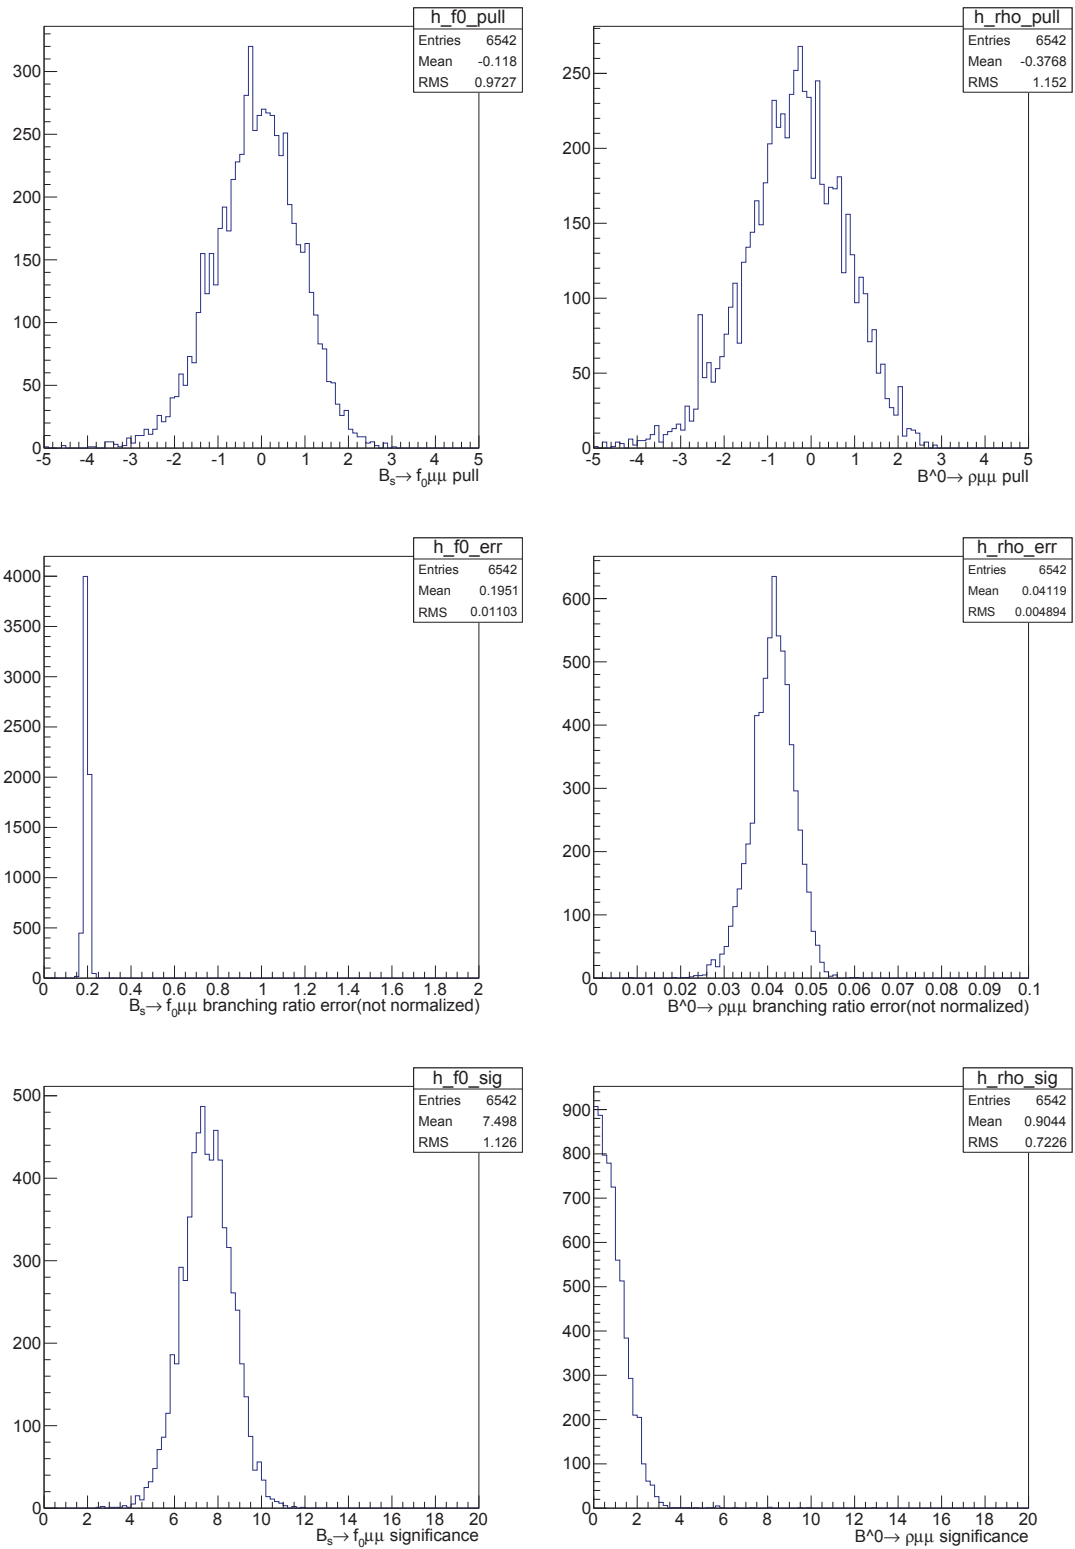 h_f0_pull
Entries 6542
Mean -0.118
RMS 0.9727
300
250
200
150
100
50
0
-5 -4 -3 -2 -1 0 1 2 3 4 5
Bs→ f0μμ pull
h_rho_pull
Entries 6542
Mean -0.3768
RMS 1.152
250
200
150
100
50
0
-5 -4 -3 -2 -1 0 1 2 3 4 5
B^0→ ρμμ pull
h_f0_err
Entries 6542
Mean 0.1951
RMS 0.01103
4000
3500
3000
2500
2000
1500
1000
500
0
0 0.2 0.4 0.6 0.8 1 1.2 1.4 1.6 1.8 2
Bs→ f0μμ branching ratio error(not normalized)
h_rho_err
Entries 6542
Mean 0.04119
RMS 0.004894
600
500
400
300
200
100
0
0 0.01 0.02 0.03 0.04 0.05 0.06 0.07 0.08 0.09 0.1
B^0→ ρμμ branching ratio error(not normalized)
h_f0_sig
Entries 6542
Mean 7.498
RMS 1.126
500
400
300
200
100
0
0 2 4 6 8 10 12 14 16 18 20
Bs→ f0μμ significance
h_rho_sig
Entries 6542
Mean 0.9044
RMS 0.7226
900
800
700
600
500
400
300
200
100
0
0 2 4 6 8 10 12 14 16 18 20
B^0→ ρμμ significance